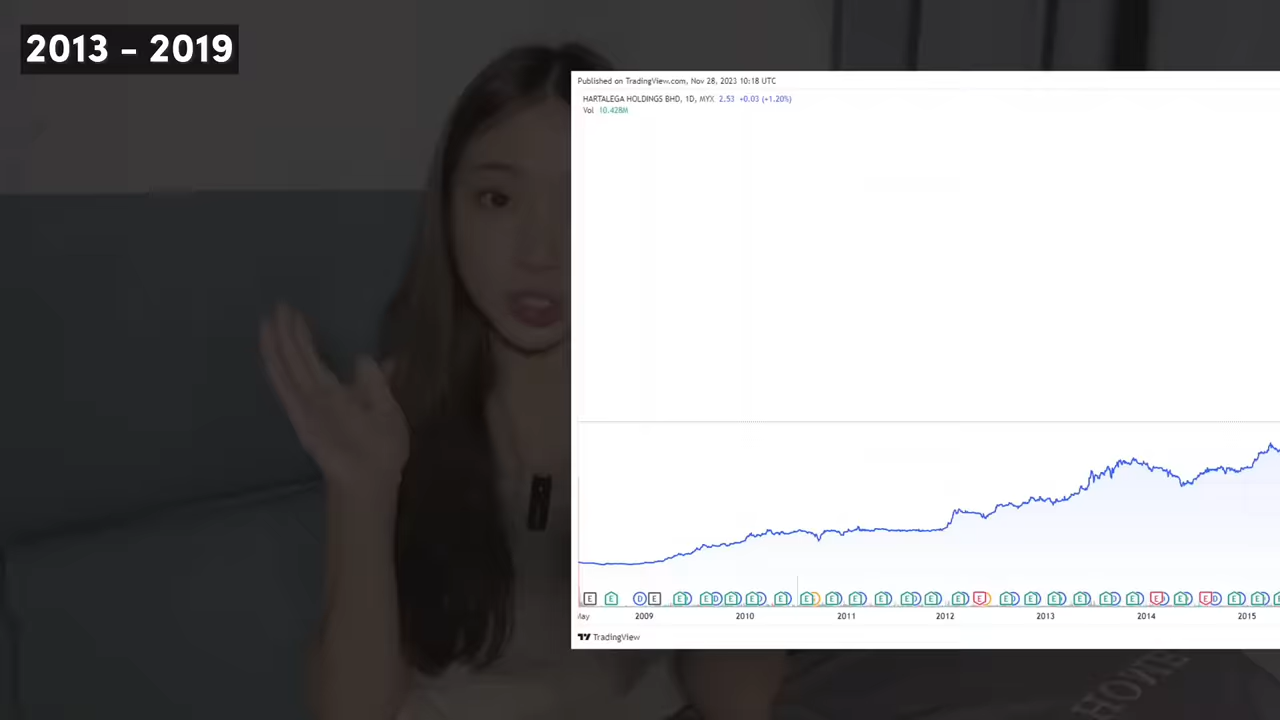 2013 - 2019
Published on TradingView.com, Nov 28, 2023 10:18 UTC
HARTALEGA HOLDINGS BHD, 1D, MYX 2.53 +0.03 (+1.20%)
Vol 10.428M
May 2009 2010 2011 2012 2013 2014 2015
TradingView